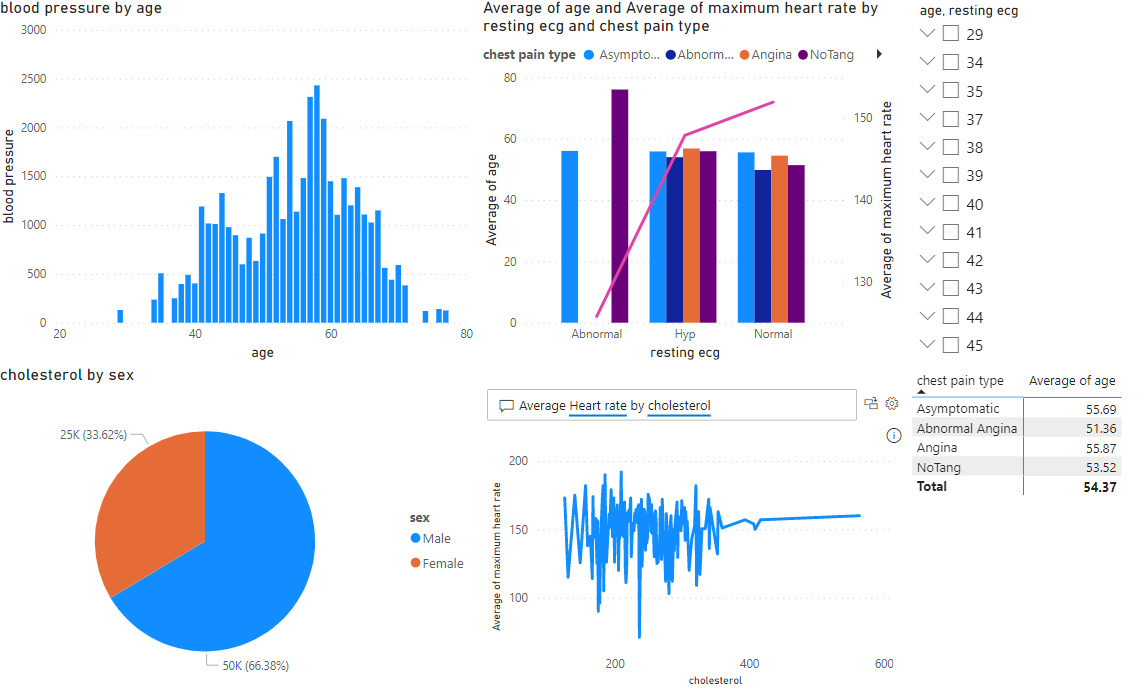 blood pressure by age
3000
2500
2000
1500
1000
500
0
blood pressure
20 40 60 80
age
Average of age and Average of maximum heart rate by
resting ecg and chest pain type
chest pain type Asympto... Abnorm... Angina NoTang
80
60
40
20
0
Average of age
150
140
130
Average of maximum heart rate
Abnormal Hyp Normal
resting ecg
age, resting ecg
29
34
35
37
38
39
40
41
42
43
44
45
cholesterol by sex
25K (33.62%)
50K (66.38%)
sex
Male
Female
Average Heart rate by cholesterol
200
150
100
Average of maximum heart rate
200 400 600
cholesterol
chest pain type Average of age
Asymptomatic 55.69
Abnormal Angina 51.36
Angina 55.87
NoTang 53.52
Total 54.37